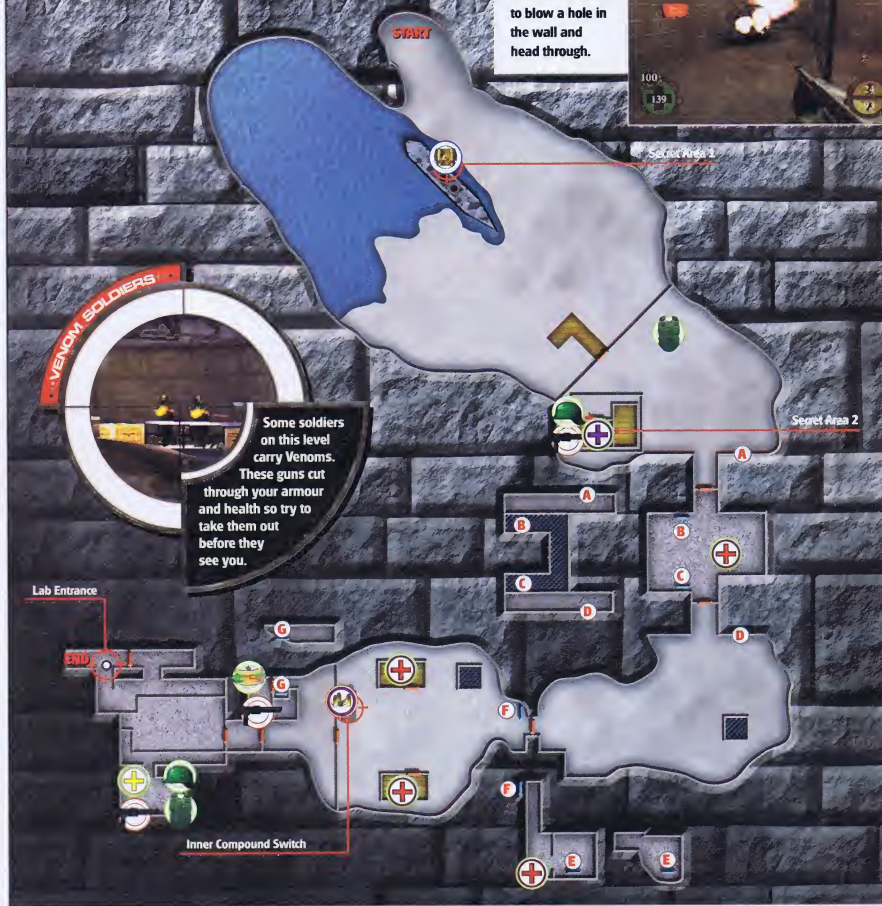 to blow a hole in
the wall and
head through.
START
100
139
24
93
Secret Area 1
VENOM SOLDIERS
Some soldiers
on this level
carry Venoms.
These guns cut
through your armour
and health so try to
take them out
before they
see you.
Secret Area 2
A
A
B
B
C
C
D
D
Lab Entrance
END
G
G
F
F
Inner Compound Switch
E
E